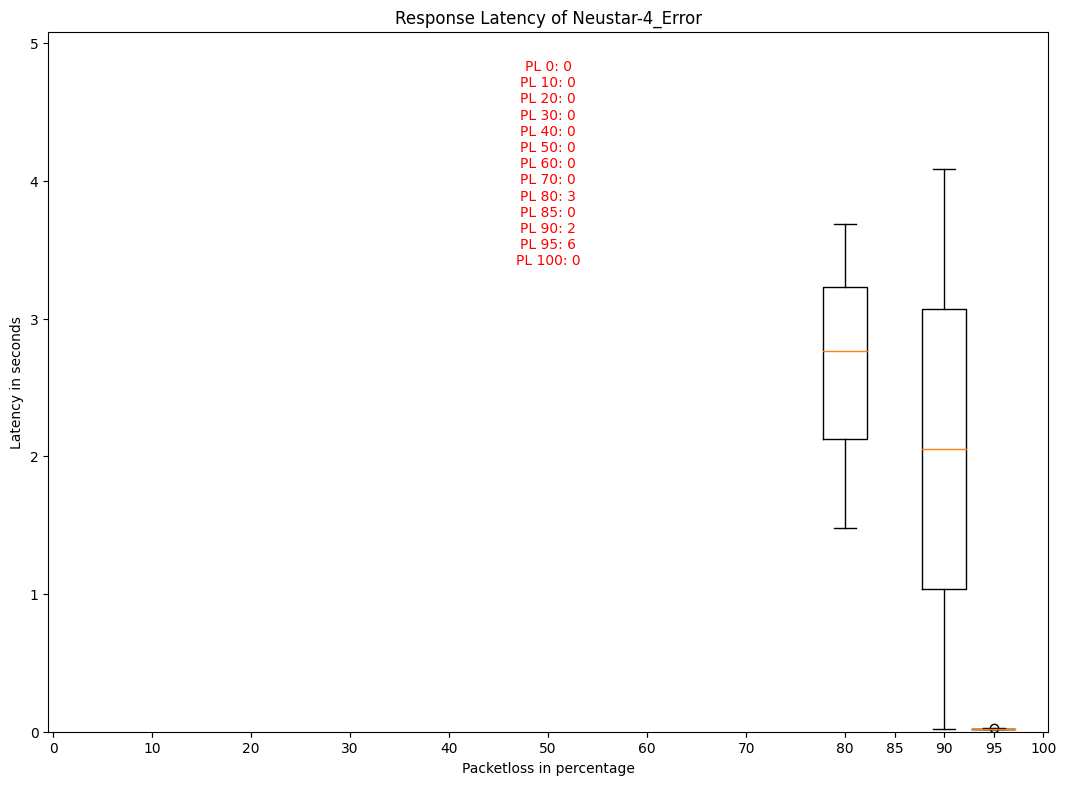 Response Latency of Neustar-4_Error
5
PL 0: 0
PL 10: 0
PL 20: 0
PL 30: 0
PL 40: 0
PL 50: 0
PL 60: 0
PL 70: 0
PL 80: 3
PL 85: 0
PL 90: 2
PL 95: 6
PL 100: 0
4
3
2
1
0
Latency in seconds
0 10 20 30 40 50 60 70 80 85 90 95 100
Packetloss in percentage